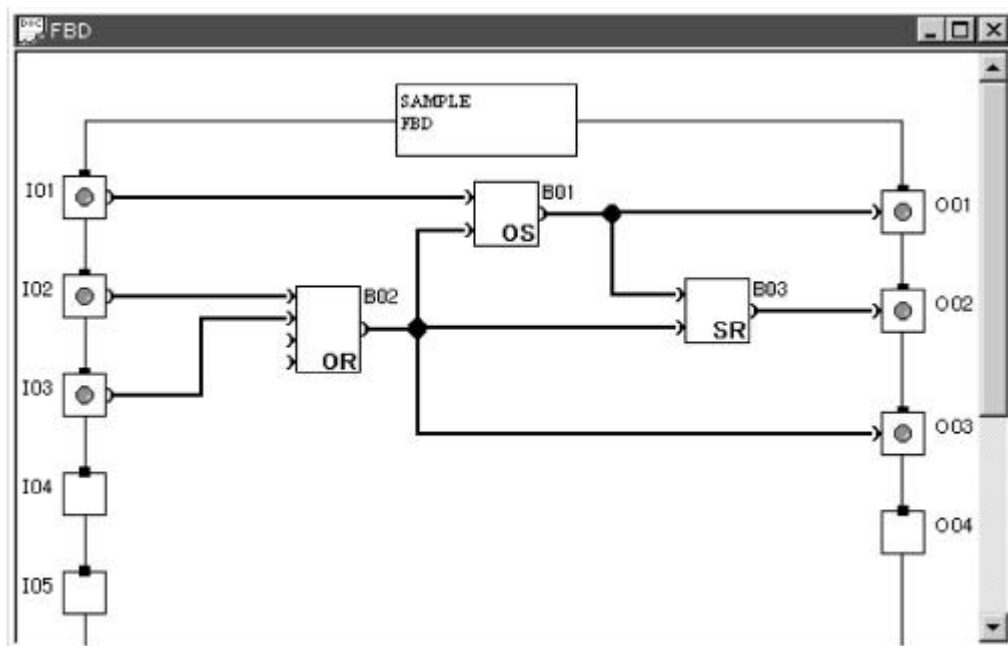 FBD
SAMPLE
FBD
I01
B01
O01
OS
I02
B02
B03
O02
SR
OR
I03
O03
I04
O04
I05